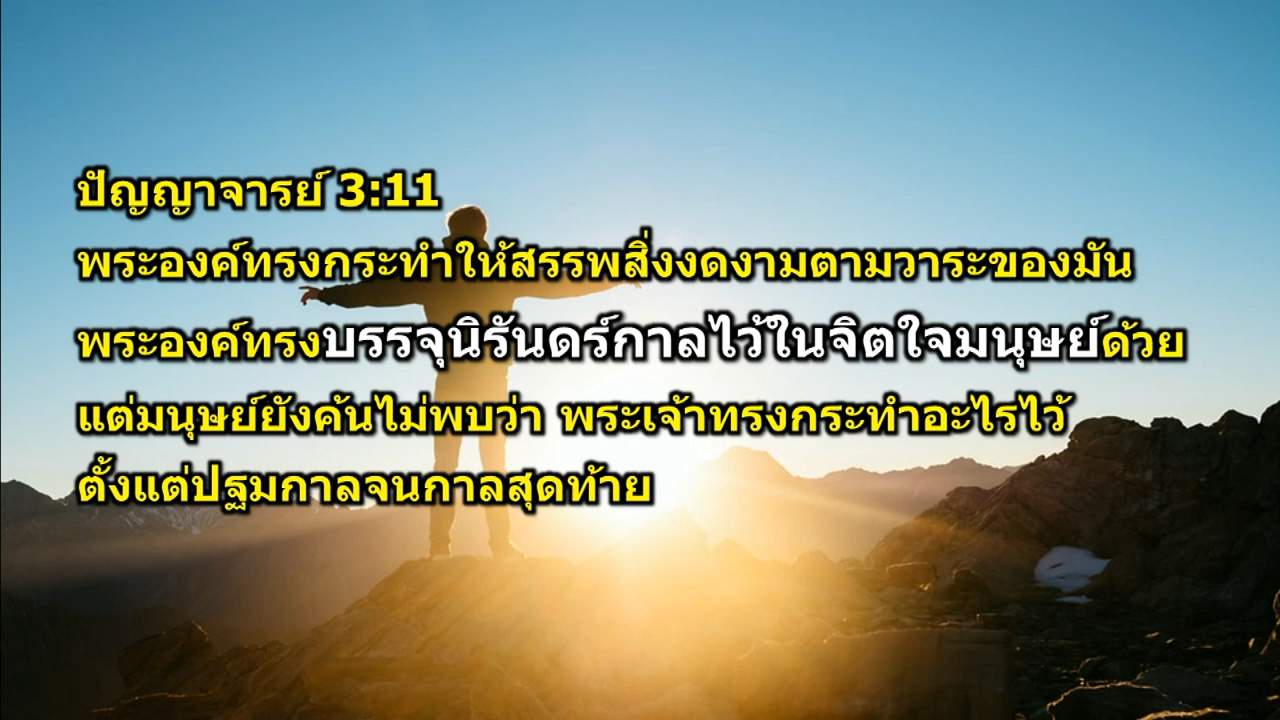 ปัญญาจารย์ 3:11
พระองค์ทรงกระทำให้สรรพสิ่งงดงามตามวาระของมัน
พระองค์ทรงบรรจุนิรันดร์กาลไว้ในจิตใจมนุษย์ด้วย
แต่มนุษย์ยังค้นไม่พบว่า พระเจ้าทรงกระทำอะไรไว้
ตั้งแต่ปฐมกาลจนกาลสุดท้าย